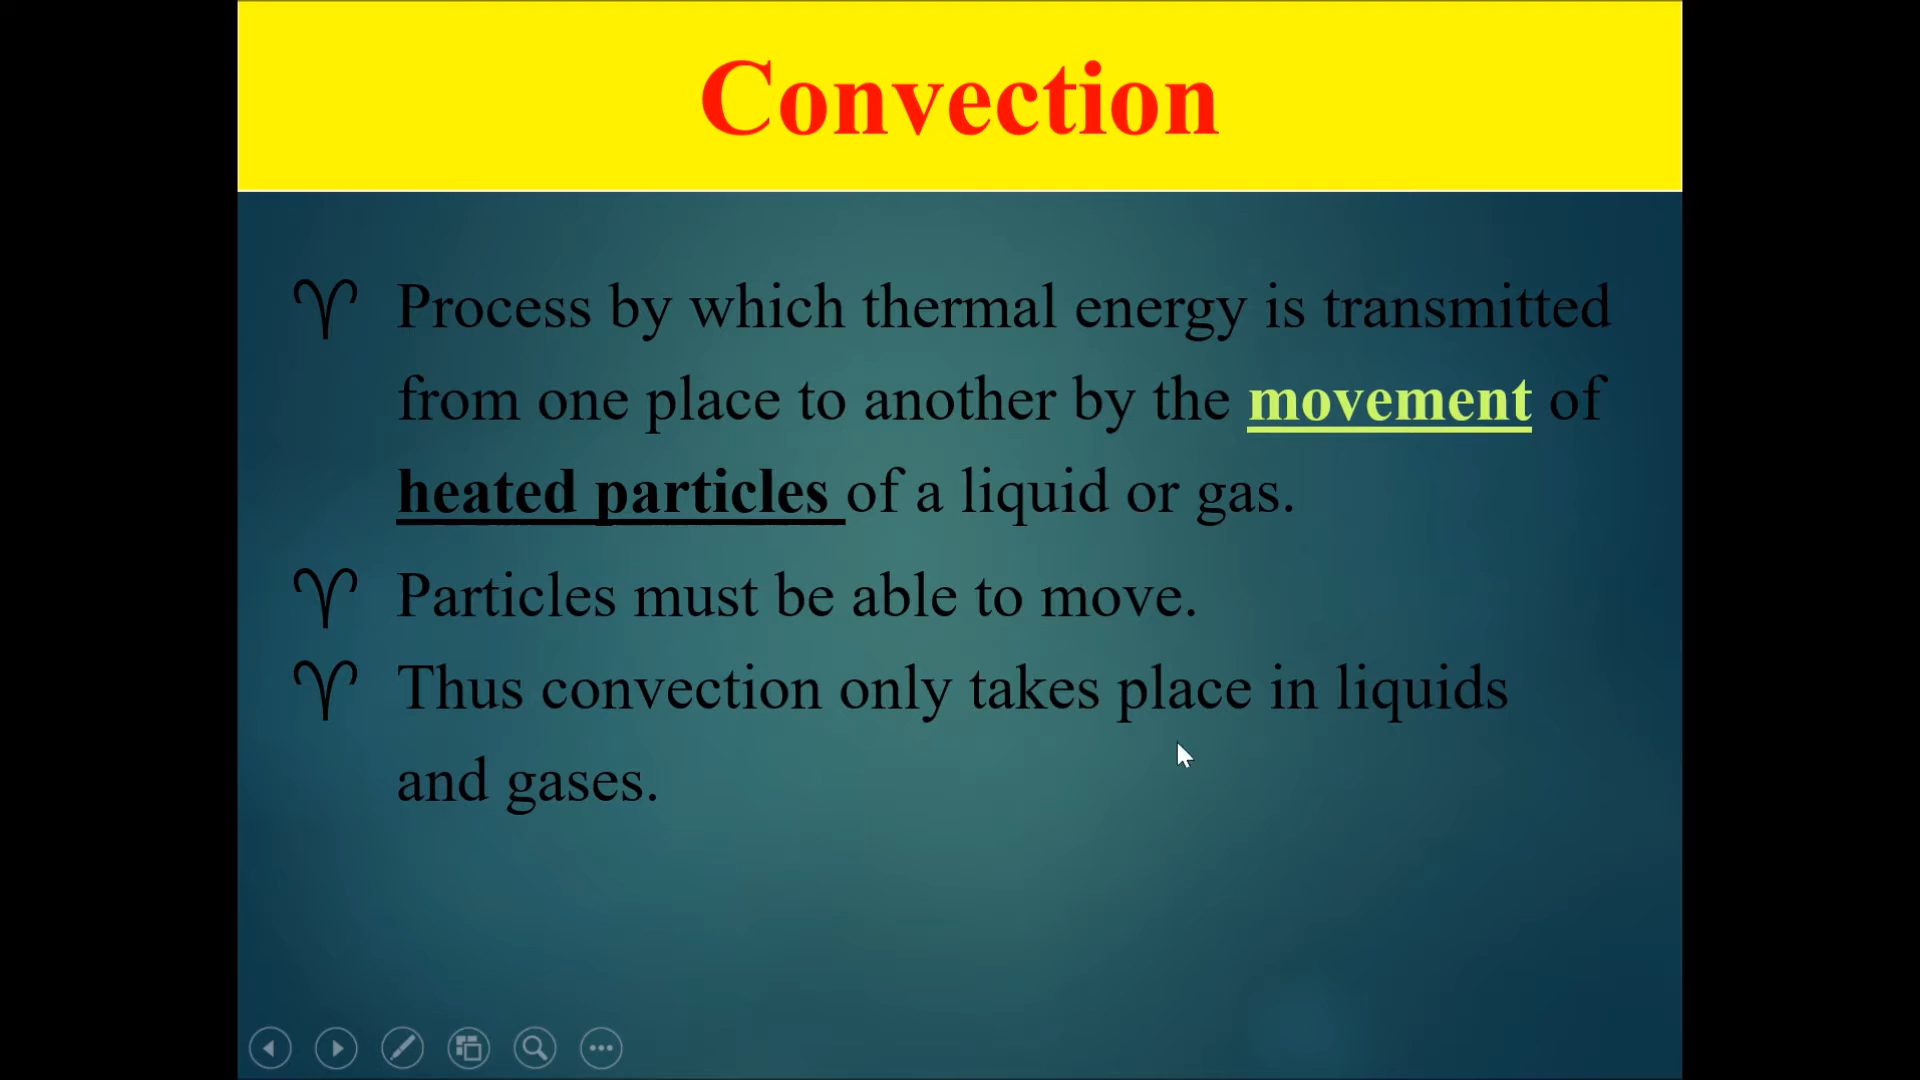 Convection
♈ Process by which thermal energy is transmitted
from one place to another by the movement of
heated particles of a liquid or gas.
♈ Particles must be able to move.
♈ Thus convection only takes place in liquids
and gases.